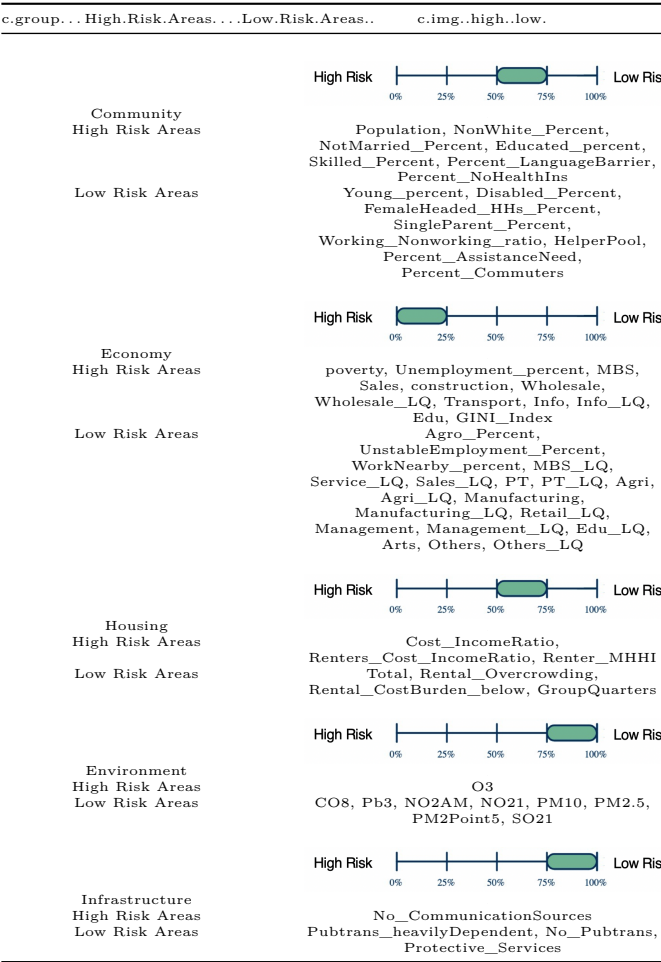 c.group... High.Risk.Areas....Low.Risk.Areas.. c.img..high..low.
High Risk Low Ris
0% 25% 50% 75% 100%
Community
High Risk Areas Population, NonWhite_Percent,
NotMarried_Percent, Educated_percent,
Skilled_Percent, Percent_LanguageBarrier,
Percent_NoHealthIns
Low Risk Areas Young_percent, Disabled_Percent,
FemaleHeaded_HHs_Percent,
SingleParent_Percent,
Working_Nonworking_ratio, HelperPool,
Percent_AssistanceNeed,
Percent_Commuters
High Risk Low Ris
0% 25% 50% 75% 100%
Economy
High Risk Areas poverty, Unemployment_percent, MBS,
Sales, construction, Wholesale,
Wholesale_LQ, Transport, Info, Info_LQ,
Edu, GINI_Index
Low Risk Areas Agro_Percent,
UnstableEmployment_Percent,
WorkNearby_percent, MBS_LQ,
Service_LQ, Sales_LQ, PT, PT_LQ, Agri,
Agri_LQ, Manufacturing,
Manufacturing_LQ, Retail_LQ,
Management, Management_LQ, Edu_LQ,
Arts, Others, Others_LQ
High Risk Low Ris
0% 25% 50% 75% 100%
Housing
High Risk Areas Cost_IncomeRatio,
Renters_Cost_IncomeRatio, Renter_MHHI
Low Risk Areas Total, Rental_Overcrowding,
Rental_CostBurden_below, GroupQuarters
High Risk Low Ris
0% 25% 50% 75% 100%
Environment
High Risk Areas O3
Low Risk Areas CO8, Pb3, NO2AM, NO21, PM10, PM2.5,
PM2Point5, SO21
High Risk Low Ris
0% 25% 50% 75% 100%
Infrastructure
High Risk Areas No_CommunicationSources
Low Risk Areas Pubtrans_heavilyDependent, No_Pubtrans,
Protective_Services